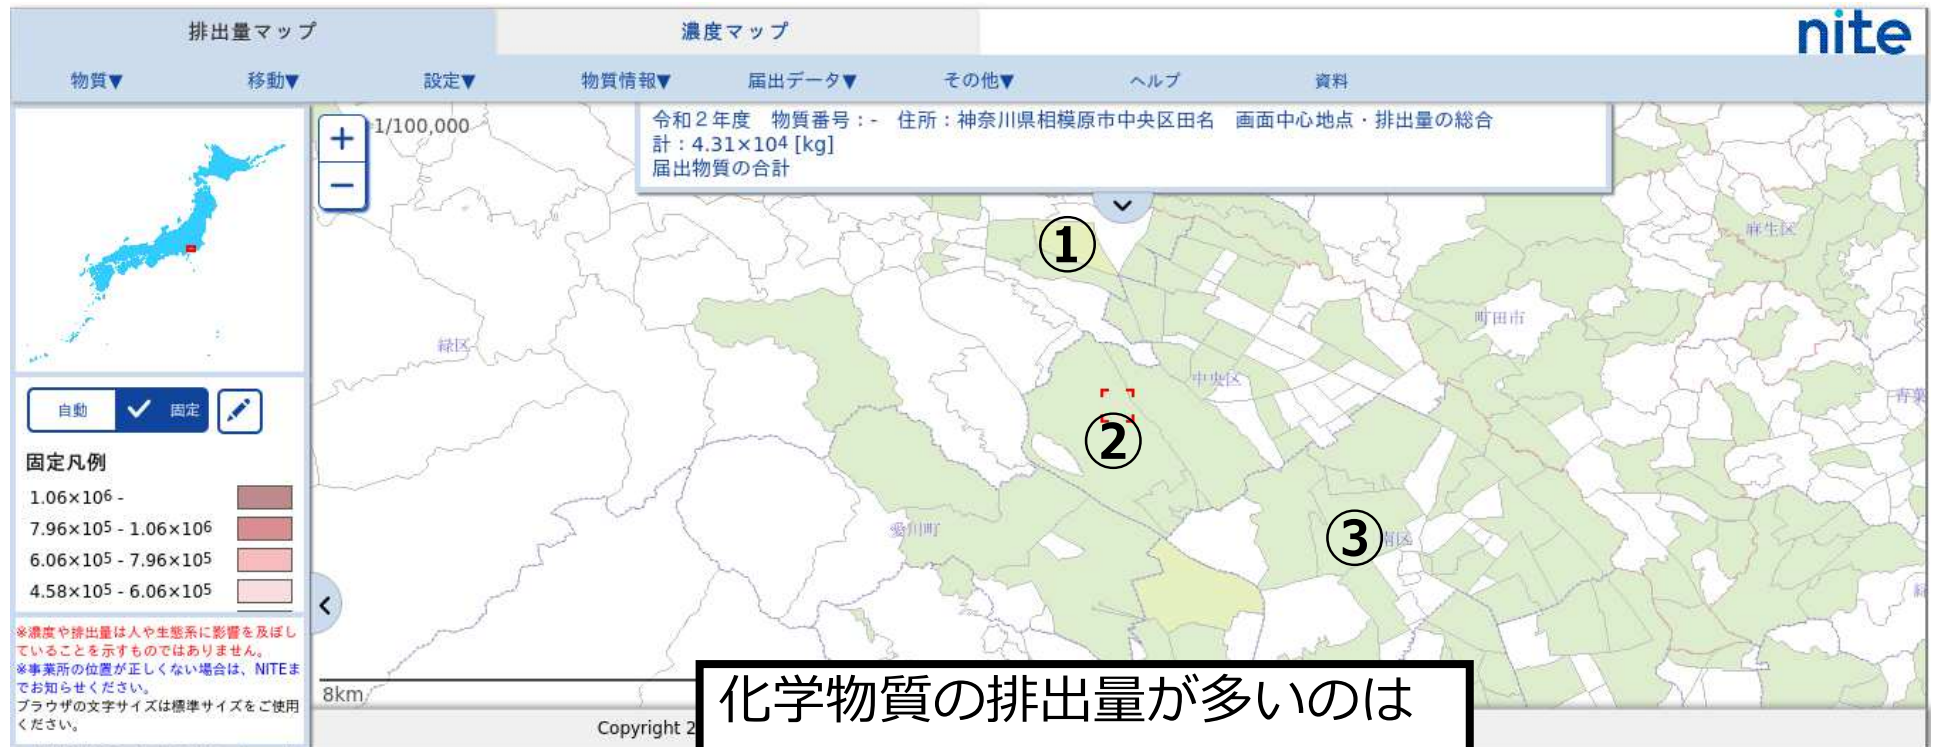 排出量マップ
濃度マップ
nite
物質▼
移動▼
設定▼
物質情報▼
届出データ▼
その他▼
ヘルプ
資料
+
−
1/100,000
令和２年度　物質番号：-　住所：神奈川県相模原市中央区田名　画面中心地点・排出量の総合
計：4.31×10⁴ [kg]
届出物質の合計
①
麻生区
町田市
緑区
中央区
青葉
②
愛川町
③
南区
緑
自動
固定
固定凡例
1.06×10⁶ -
7.96×10⁵ - 1.06×10⁶
6.06×10⁵ - 7.96×10⁵
4.58×10⁵ - 6.06×10⁵
※濃度や排出量は人や生態系に影響を及ぼし
ていることを示すものではありません。
※事業所の位置が正しくない場合は、NITEま
でお知らせください。
ブラウザの文字サイズは標準サイズをご使用
ください。
8km
Copyright 2
化学物質の排出量が多いのは